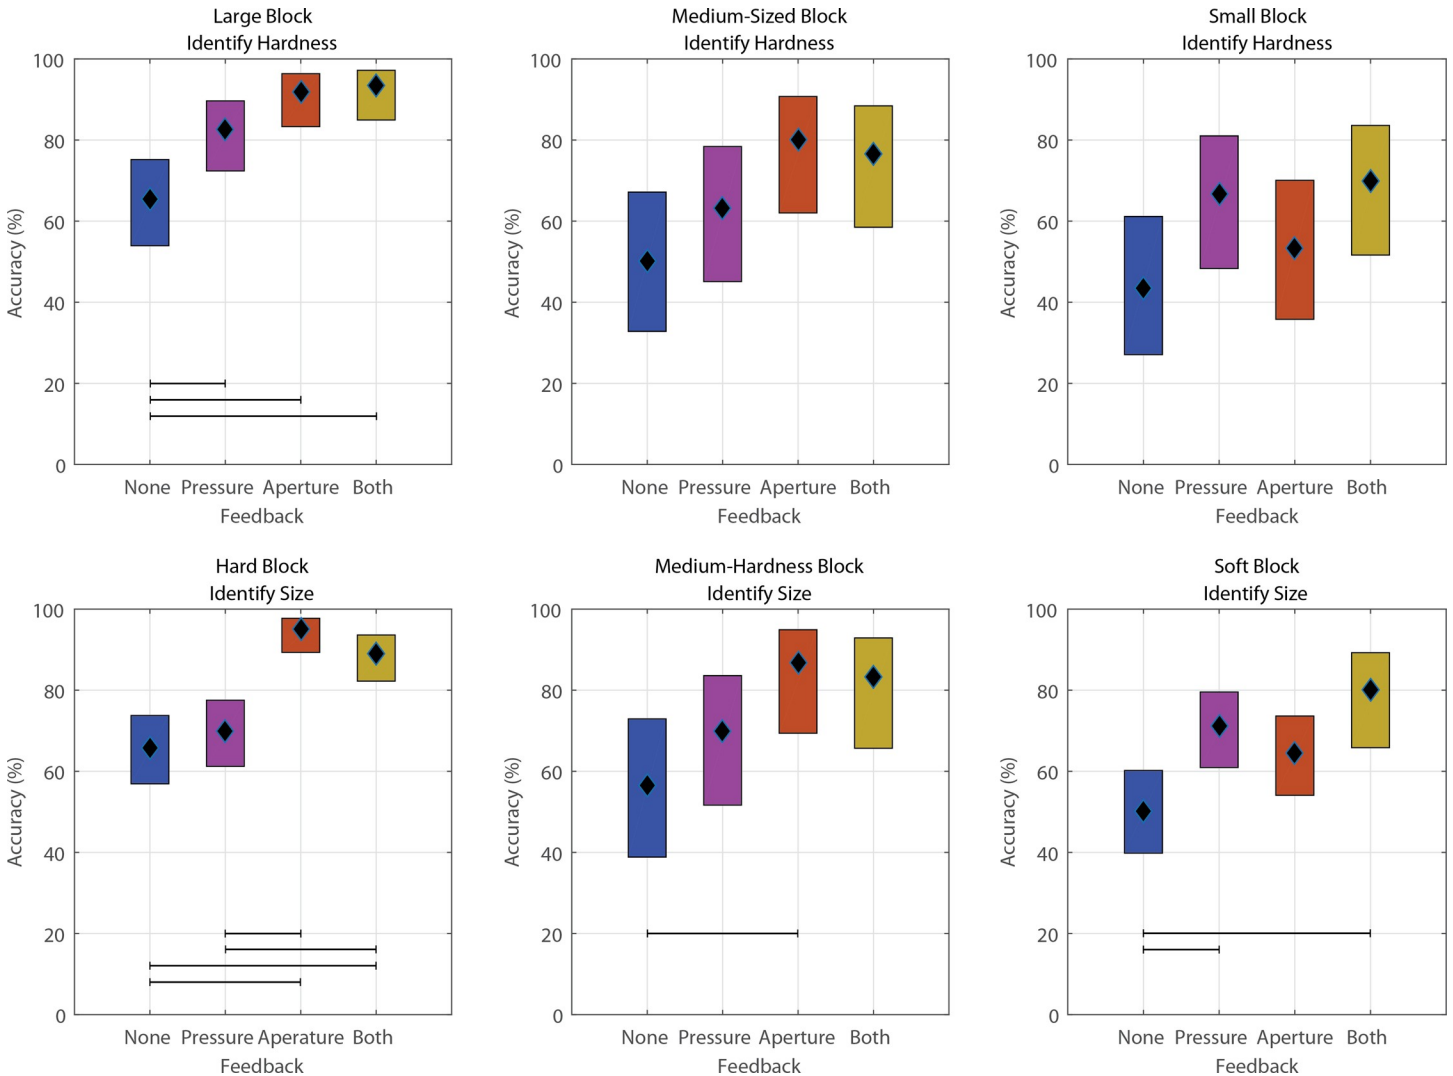 Large Block
Identify Hardness
Medium-Sized Block
Identify Hardness
Small Block
Identify Hardness
100
80
60
40
20
0
Accuracy (%)
None Pressure Aperture Both
Feedback
100
80
60
40
20
0
Accuracy (%)
None Pressure Aperture Both
Feedback
100
80
60
40
20
0
Accuracy (%)
None Pressure Aperture Both
Feedback
Hard Block
Identify Size
Medium-Hardness Block
Identify Size
Soft Block
Identify Size
100
80
60
40
20
0
Accuracy (%)
None Pressure Aperature Both
Feedback
100
80
60
40
20
0
Accuracy (%)
None Pressure Aperture Both
Feedback
100
80
60
40
20
0
Accuracy (%)
None Pressure Aperture Both
Feedback